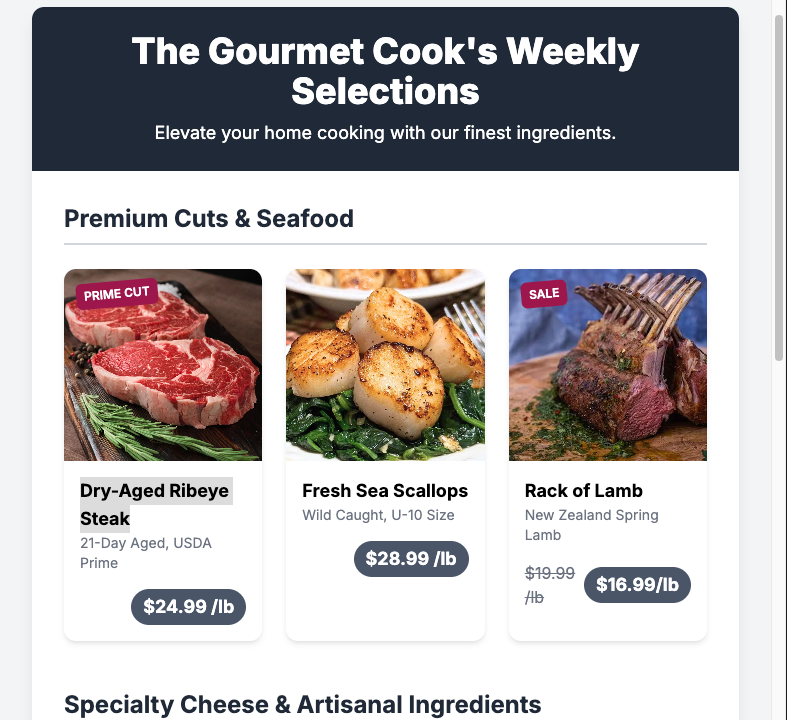 The Gourmet Cook's Weekly
Selections
Elevate your home cooking with our finest ingredients.
Premium Cuts & Seafood
PRIME CUT
Dry-Aged Ribeye
Steak
21-Day Aged, USDA
Prime
$24.99 /lb
Fresh Sea Scallops
Wild Caught, U-10 Size
$28.99 /lb
SALE
Rack of Lamb
New Zealand Spring
Lamb
$19.99
/lb
$16.99/lb
Specialty Cheese & Artisanal Ingredients